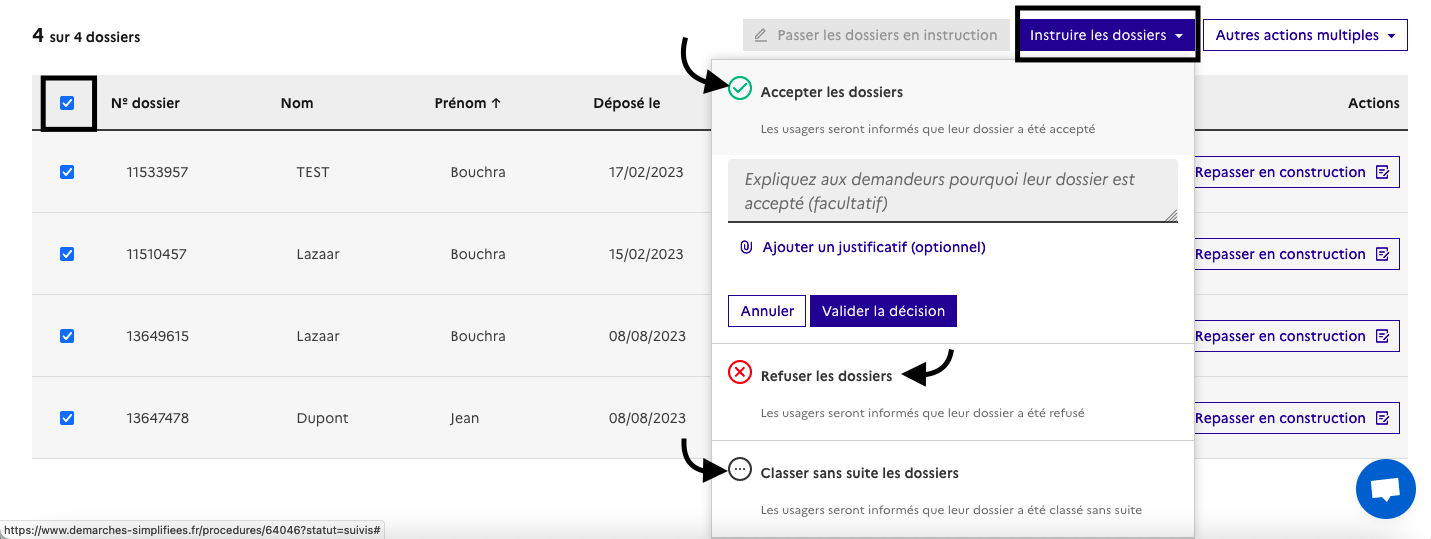 4 sur 4 dossiers
Passer les dossiers en instruction
Instruire les dossiers
Autres actions multiples
Nº dossier Nom Prénom ↑ Déposé le Actions
11533957 TEST Bouchra 17/02/2023 Repasser en construction
11510457 Lazaar Bouchra 15/02/2023 Repasser en construction
13649615 Lazaar Bouchra 08/08/2023 Repasser en construction
13647478 Dupont Jean 08/08/2023 Repasser en construction
Accepter les dossiers
Les usagers seront informés que leur dossier a été accepté
Expliquez aux demandeurs pourquoi leur dossier est
accepté (facultatif)
Ajouter un justificatif (optionnel)
Annuler
Valider la décision
Refuser les dossiers
Les usagers seront informés que leur dossier a été refusé
Classer sans suite les dossiers
Les usagers seront informés que leur dossier a été classé sans suite
https://www.demarches-simplifiees.fr/procedures/64046?statut=suivis#